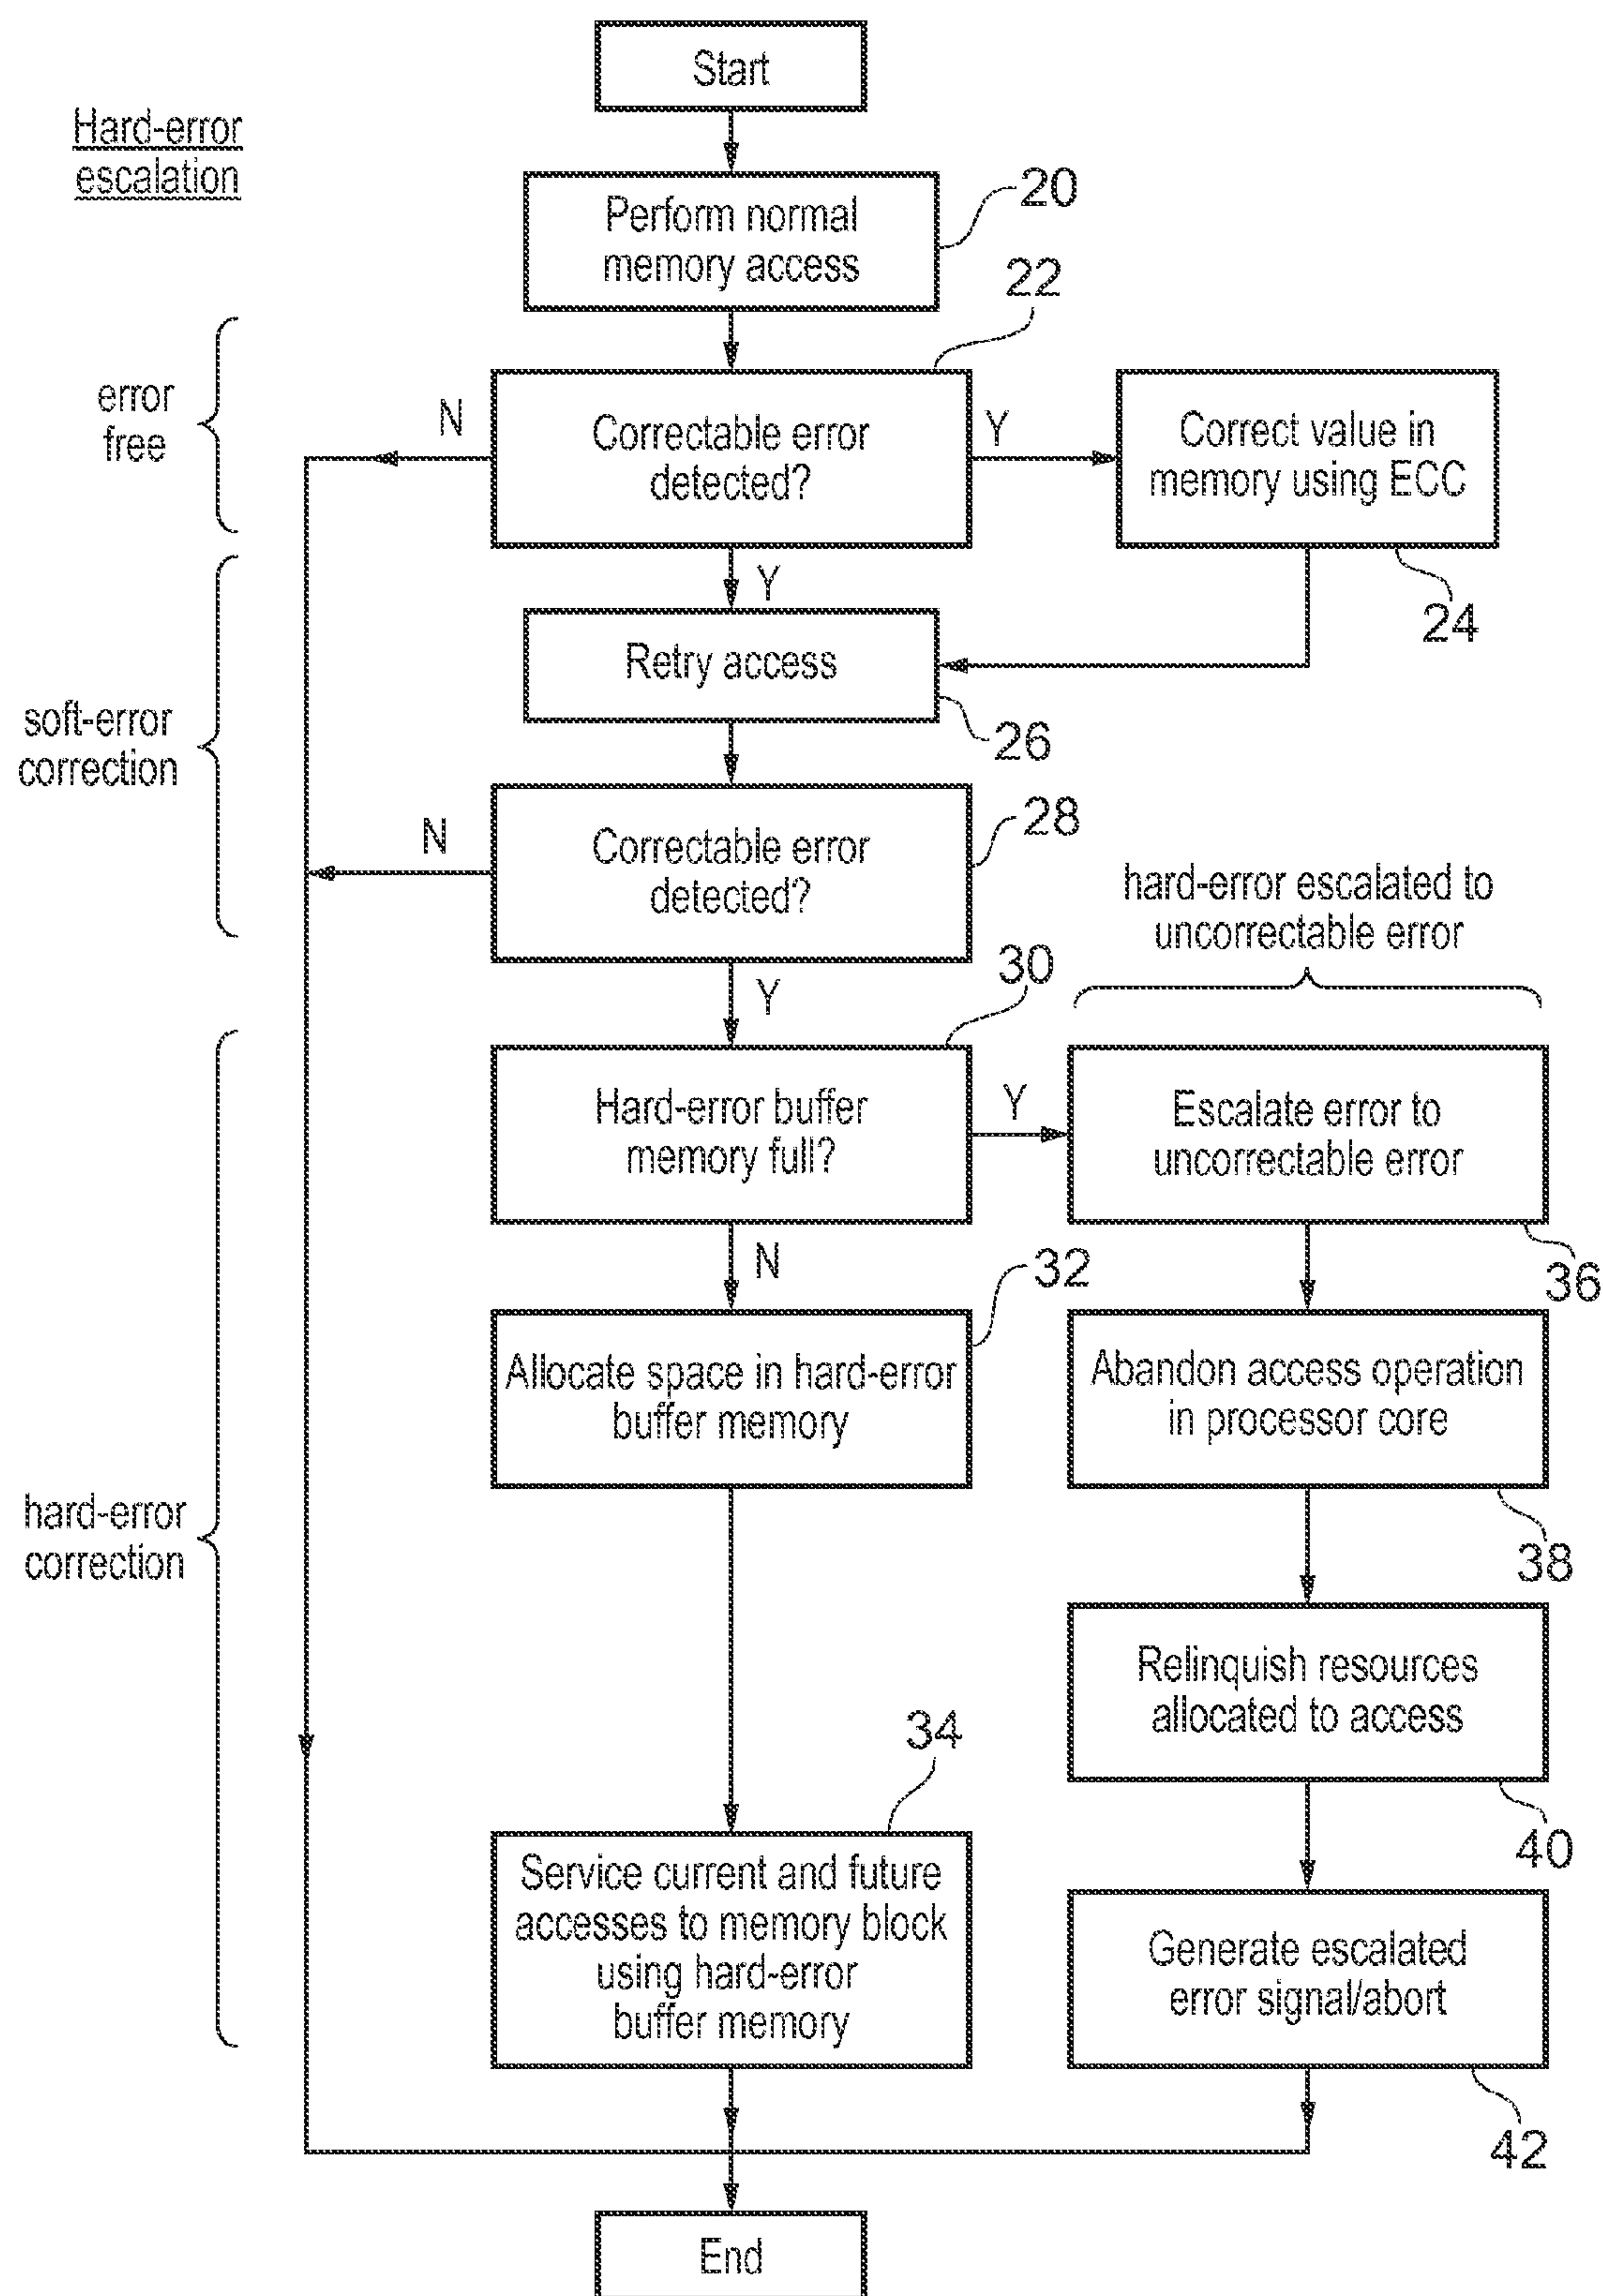 Start
Hard-error
escalation
Perform normal
memory access
20
22
error
free
N
Correctable error
detected?
Y
Correct value in
memory using ECC
24
Y
Retry access
26
soft-error
correction
N
Correctable error
detected?
28
hard-error escalated to
uncorrectable error
Y
30
Hard-error buffer
memory full?
Y
Escalate error to
uncorrectable error
36
N
32
Allocate space in hard-error
buffer memory
Abandon access operation
in processor core
38
hard-error
correction
Relinquish resources
allocated to access
40
34
Service current and future
accesses to memory block
using hard-error
buffer memory
Generate escalated
error signal/abort
42
End